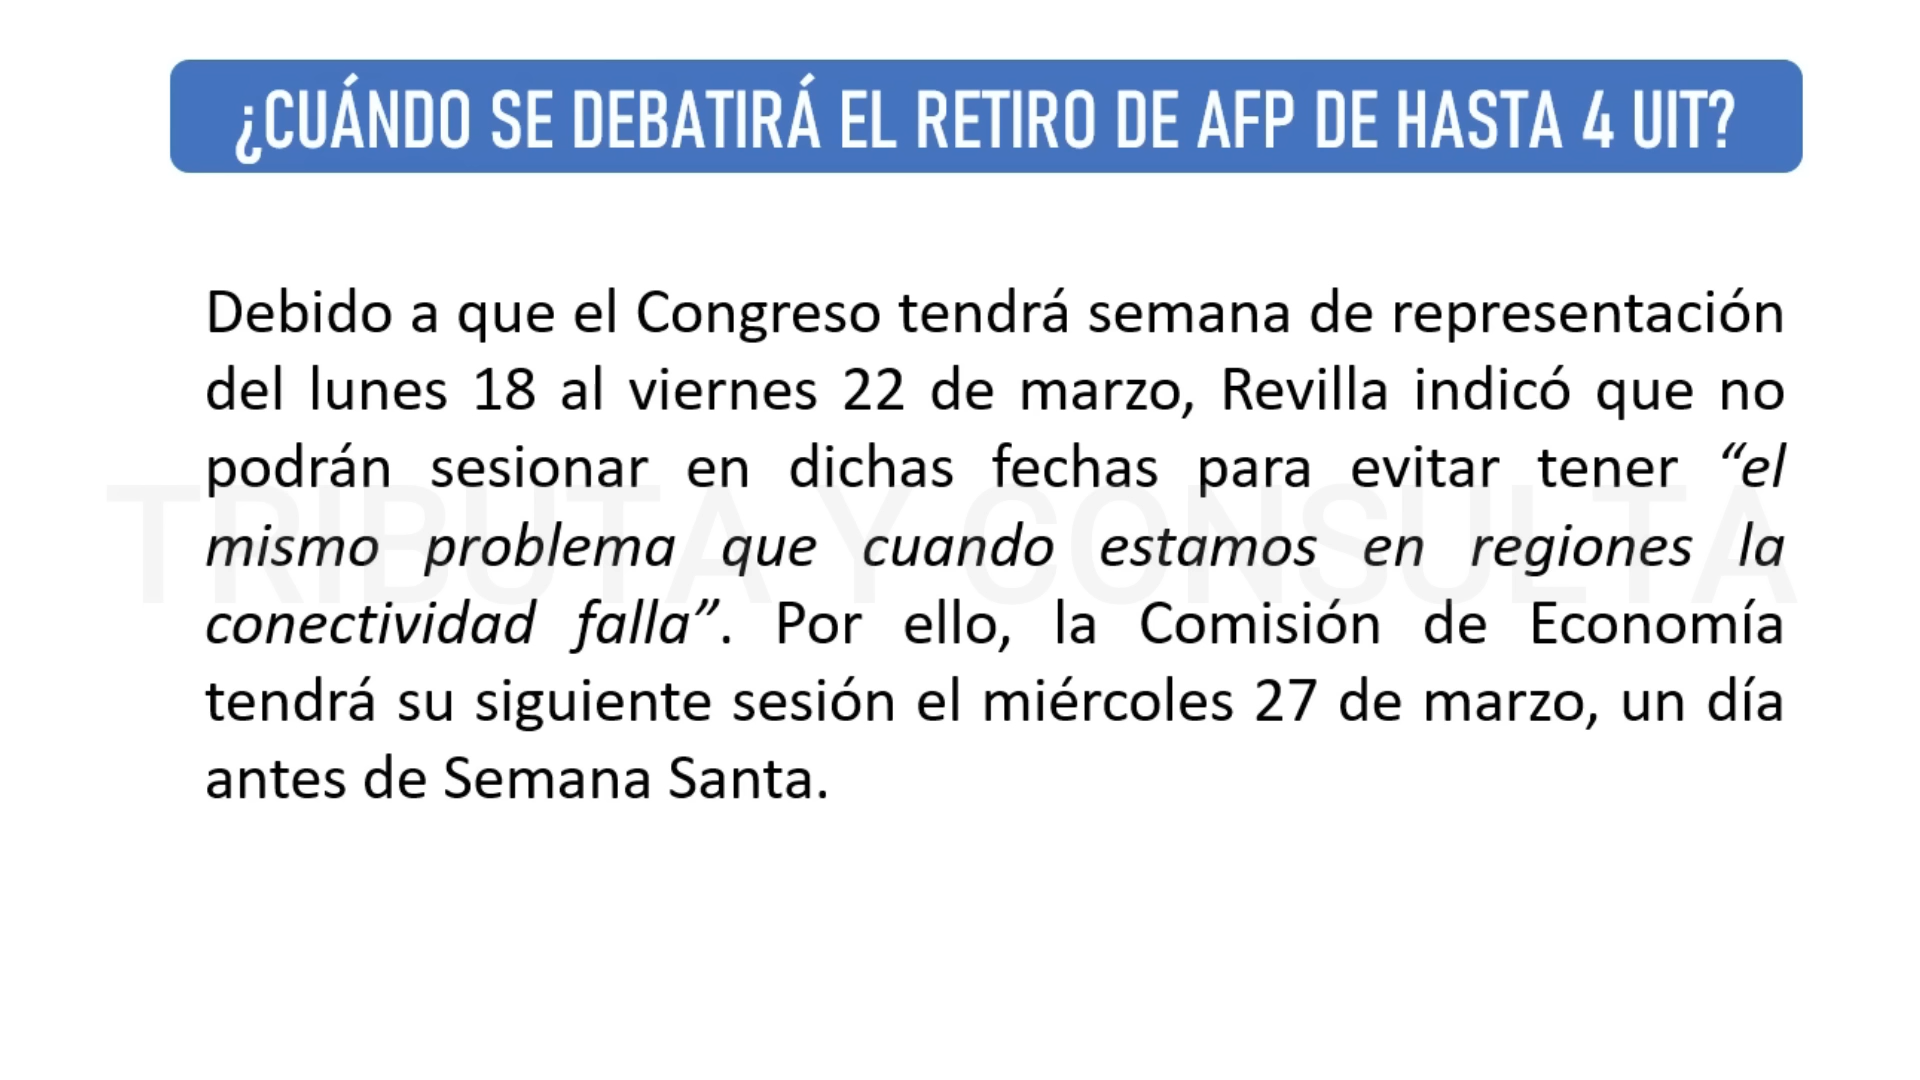 ¿CUÁNDO SE DEBATIRÁ EL RETIRO DE AFP DE HASTA 4 UIT?
Debido a que el Congreso tendrá semana de representación
del lunes 18 al viernes 22 de marzo, Revilla indicó que no
podrán sesionar en dichas fechas para evitar tener “el
mismo problema que cuando estamos en regiones la
conectividad falla”. Por ello, la Comisión de Economía
tendrá su siguiente sesión el miércoles 27 de marzo, un día
antes de Semana Santa.
TRIBUTA Y CONSULTA